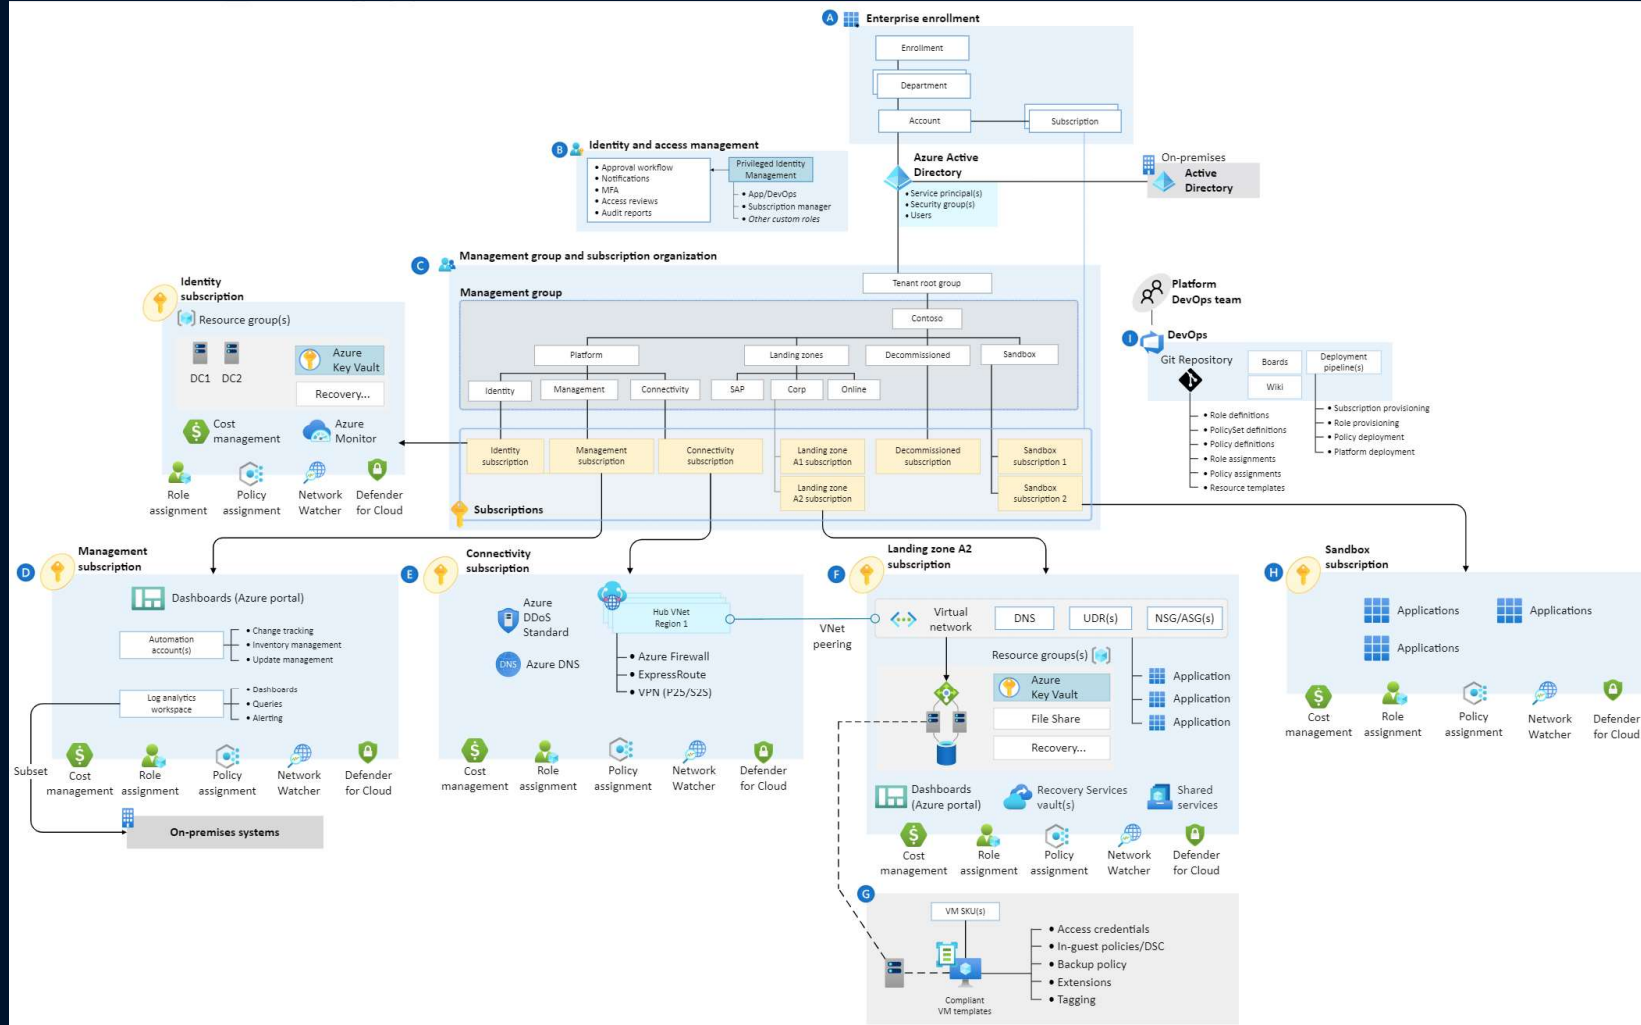 A
Enterprise enrollment
Enrollment
Department
Account
Subscription
B
Identity and access management
• Approval workflow
• Notifications
• MFA
• Access reviews
• Audit reports
Privileged Identity
Management
• App/DevOps
• Subscription manager
• Other custom roles
Azure Active
Directory
• Service principal(s)
• Security group(s)
• Users
On-premises
Active
Directory
C
Management group and subscription organization
Tenant root group
Management group
Contoso
Platform
Landing zones
Decommissioned
Sandbox
Identity
Management
Connectivity
SAP
Corp
Online
Identity
subscription
Management
subscription
Connectivity
subscription
Landing zone
A1 subscription
Decommissioned
subscription
Sandbox
subscription 1
Landing zone
A2 subscription
Sandbox
subscription 2
Subscriptions
Identity
subscription
Resource group(s)
DC1
DC2
Azure
Key Vault
Recovery...
Cost
management
Azure
Monitor
Role
assignment
Policy
assignment
Network
Watcher
Defender
for Cloud
Platform
DevOps team
I
DevOps
Git Repository
Boards
Wiki
Deployment
pipeline(s)
• Role definitions
• PolicySet definitions
• Policy definitions
• Role assignments
• Policy assignments
• Resource templates
• Subscription provisioning
• Role provisioning
• Policy deployment
• Platform deployment
D
Management
subscription
Dashboards (Azure portal)
Automation
account(s)
• Change tracking
• Inventory management
• Update management
Log analytics
workspace
• Dashboards
• Queries
• Alerting
Subset
Cost
management
Role
assignment
Policy
assignment
Network
Watcher
Defender
for Cloud
On-premises systems
E
Connectivity
subscription
Azure
DDoS
Standard
DNS
Azure DNS
Hub VNet
Region 1
• Azure Firewall
• ExpressRoute
• VPN (P2S/S2S)
Cost
management
Role
assignment
Policy
assignment
Network
Watcher
Defender
for Cloud
VNet
peering
F
Landing zone A2
subscription
Virtual
network
DNS
UDR(s)
NSG/ASG(s)
Resource groups(s)
Azure
Key Vault
File Share
Recovery...
Application
Application
Application
Dashboards
(Azure portal)
Recovery Services
vault(s)
Shared
services
Cost
management
Role
assignment
Policy
assignment
Network
Watcher
Defender
for Cloud
G
VM SKU(s)
Compliant
VM templates
• Access credentials
• In-guest policies/DSC
• Backup policy
• Extensions
• Tagging
H
Sandbox
subscription
Applications
Applications
Applications
Cost
management
Role
assignment
Policy
assignment
Network
Watcher
Defender
for Cloud